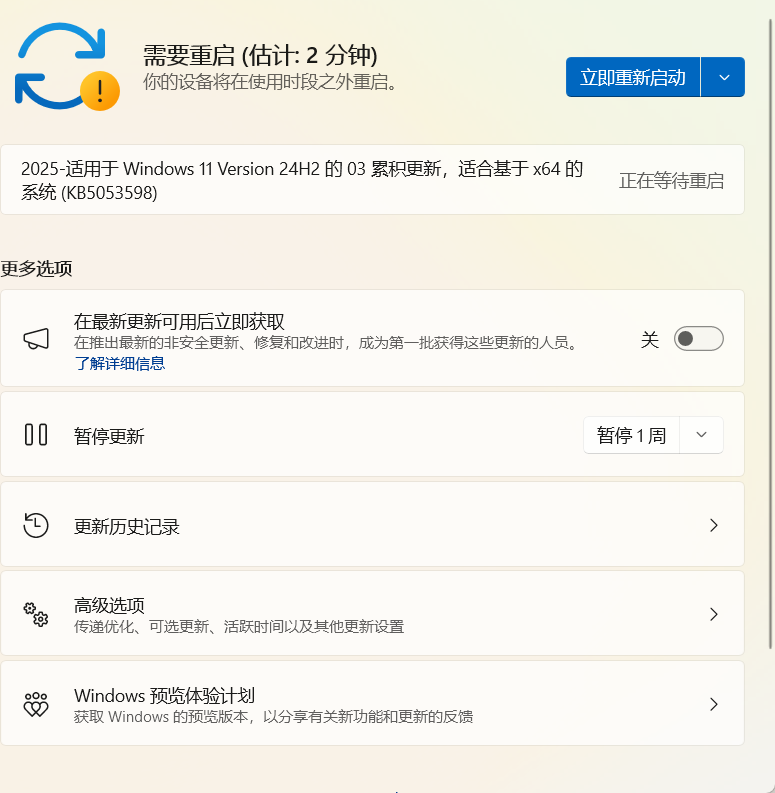 需要重启 (估计: 2 分钟)
你的设备将在使用时段之外重启。
立即重新启动
2025-适用于 Windows 11 Version 24H2 的 03 累积更新，适合基于 x64 的
系统 (KB5053598)
正在等待重启
更多选项
在最新更新可用后立即获取
在推出最新的非安全更新、修复和改进时，成为第一批获得这些更新的人员。
了解详细信息
关
暂停更新
暂停 1 周
更新历史记录
高级选项
传递优化、可选更新、活跃时间以及其他更新设置
Windows 预览体验计划
获取 Windows 的预览版本，以分享有关新功能和更新的反馈